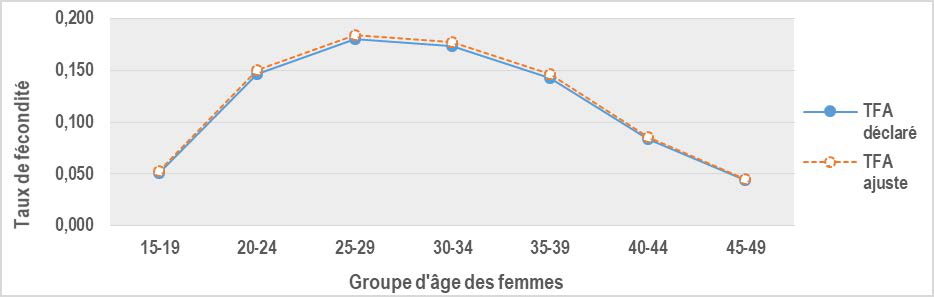 0,200
0,150
0,100
0,050
0,000
Taux de fécondité
15-19 20-24 25-29 30-34 35-39 40-44 45-49
Groupe d'âge des femmes
TFA
déclaré
TFA
ajuste